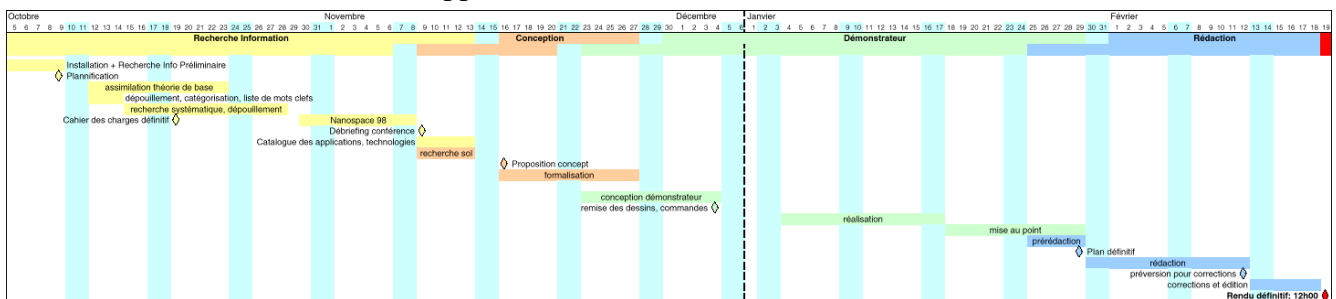 Octobre Novembre Décembre Janvier Février
5 6 7 8 9 10 11 12 13 14 15 16 17 18 19 20 21 22 23 24 25 26 27 28 29 30 31 1 2 3 4 5 6 7 8 9 10 11 12 13 14 15 16 17 18 19 20 21 22 23 24 25 26 27 28 29 30 1 2 3 4 5 6 1 2 3 4 5 6 7 8 9 10 11 12 13 14 15 16 17 18 19 20 21 22 23 24 25 26 27 28 29 30 31 1 2 3 4 5 6 7 8 9 10 11 12 13 14 15 16 17 18 19
Recherche Information Conception Démonstrateur Rédaction
Installation + Recherche Info Préliminaire
Plannification
assimilation théorie de base
dépouillement, catégorisation, liste de mots clefs
recherche systématique, dépouillement
Cahier des charges définitif Nanospace 98
Débriefing conférence
Catalogue des applications, technologies
recherche sol
Proposition concept
formalisation
conception démonstrateur
remise des dessins, commandes
réalisation
mise au point
prérédaction
Plan définitif
rédaction
préversion pour corrections
corrections et édition
Rendu définitif: 12h00